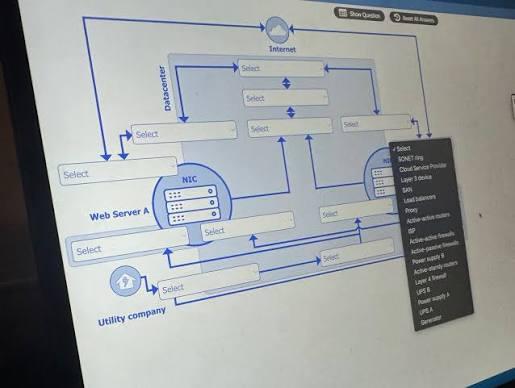 Show Question
Reset All Answers
Internet
Datacenter
Select
Select
Select
Select
Select
Select
NIC
Web Server A
Select
Select
Select
Select
Select
Utility company
NI
✓ Select
SONET ring
Cloud Service Provider
Layer 3 device
SAN
Load balancers
Proxy
Active-active routers
ISP
Active-active firewalls
Active-passive firewalls
Power supply B
Active-standby routers
Layer 4 firewall
UPS B
Power supply A
UPS A
Generator